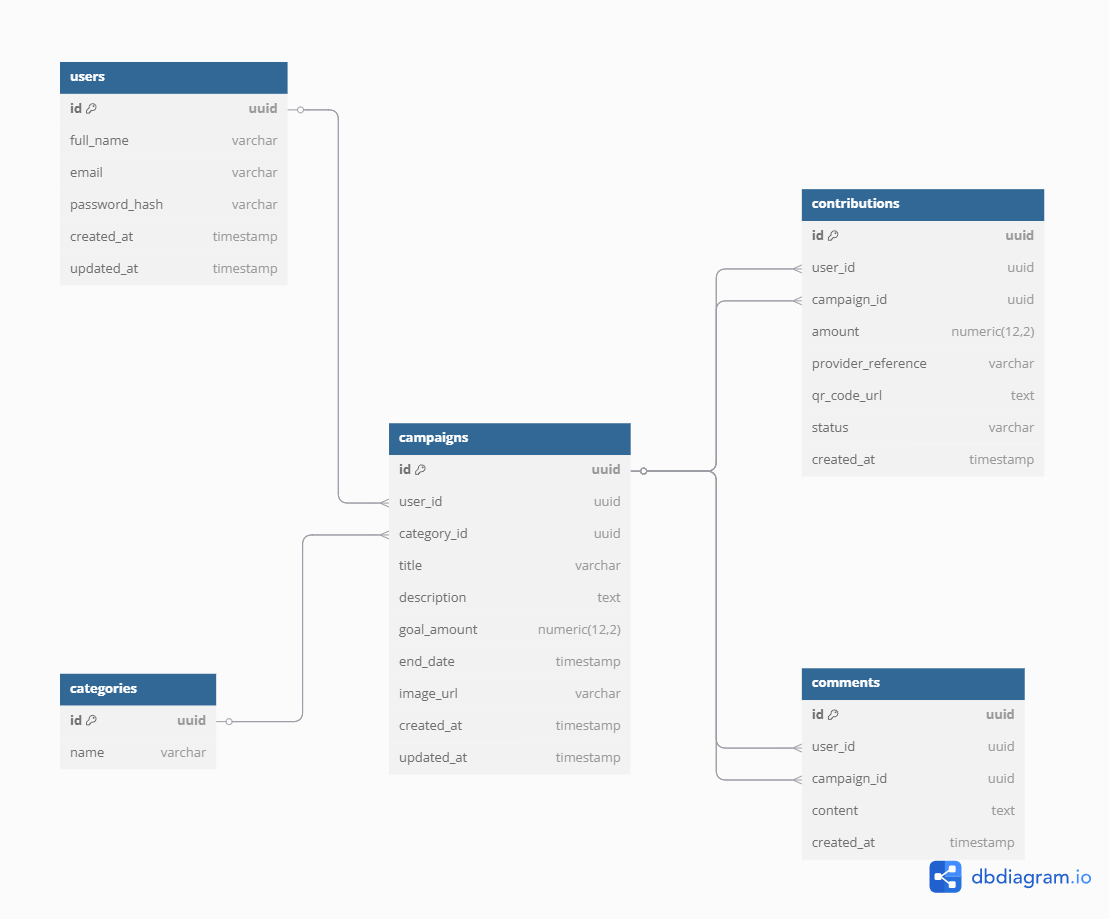 users
id uuid
full_name varchar
email varchar
password_hash varchar
created_at timestamp
updated_at timestamp
contributions
id uuid
user_id uuid
campaign_id uuid
amount numeric(12,2)
provider_reference varchar
qr_code_url text
status varchar
created_at timestamp
campaigns
id uuid
user_id uuid
category_id uuid
title varchar
description text
goal_amount numeric(12,2)
end_date timestamp
image_url varchar
created_at timestamp
updated_at timestamp
categories
id uuid
name varchar
comments
id uuid
user_id uuid
campaign_id uuid
content text
created_at timestamp
dbdiagram.io